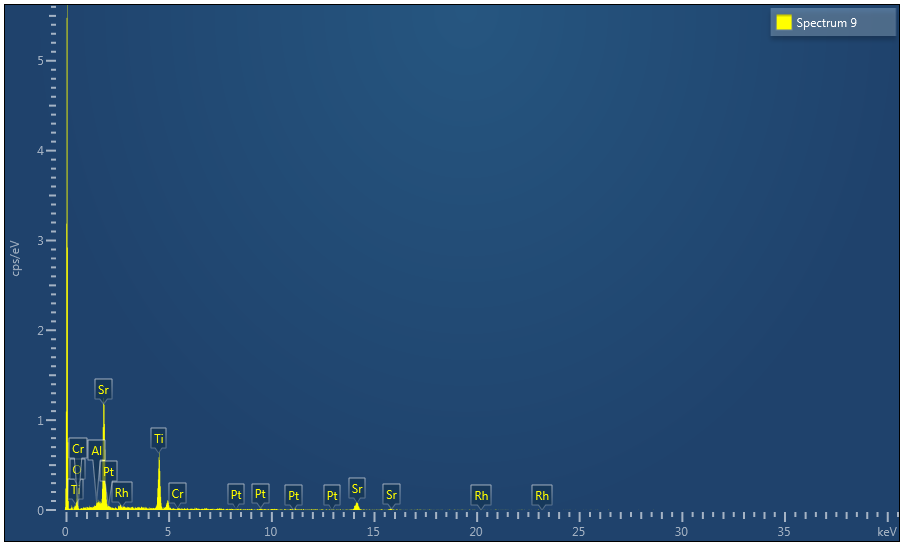 Spectrum 9
5
4
3
2
1
0
cps/eV
Sr
Cr
Al
O
Pt
Ti
Rh
Ti
Cr
Pt
Pt
Pt
Pt
Sr
Sr
Rh
Rh
0 5 10 15 20 25 30 35 keV